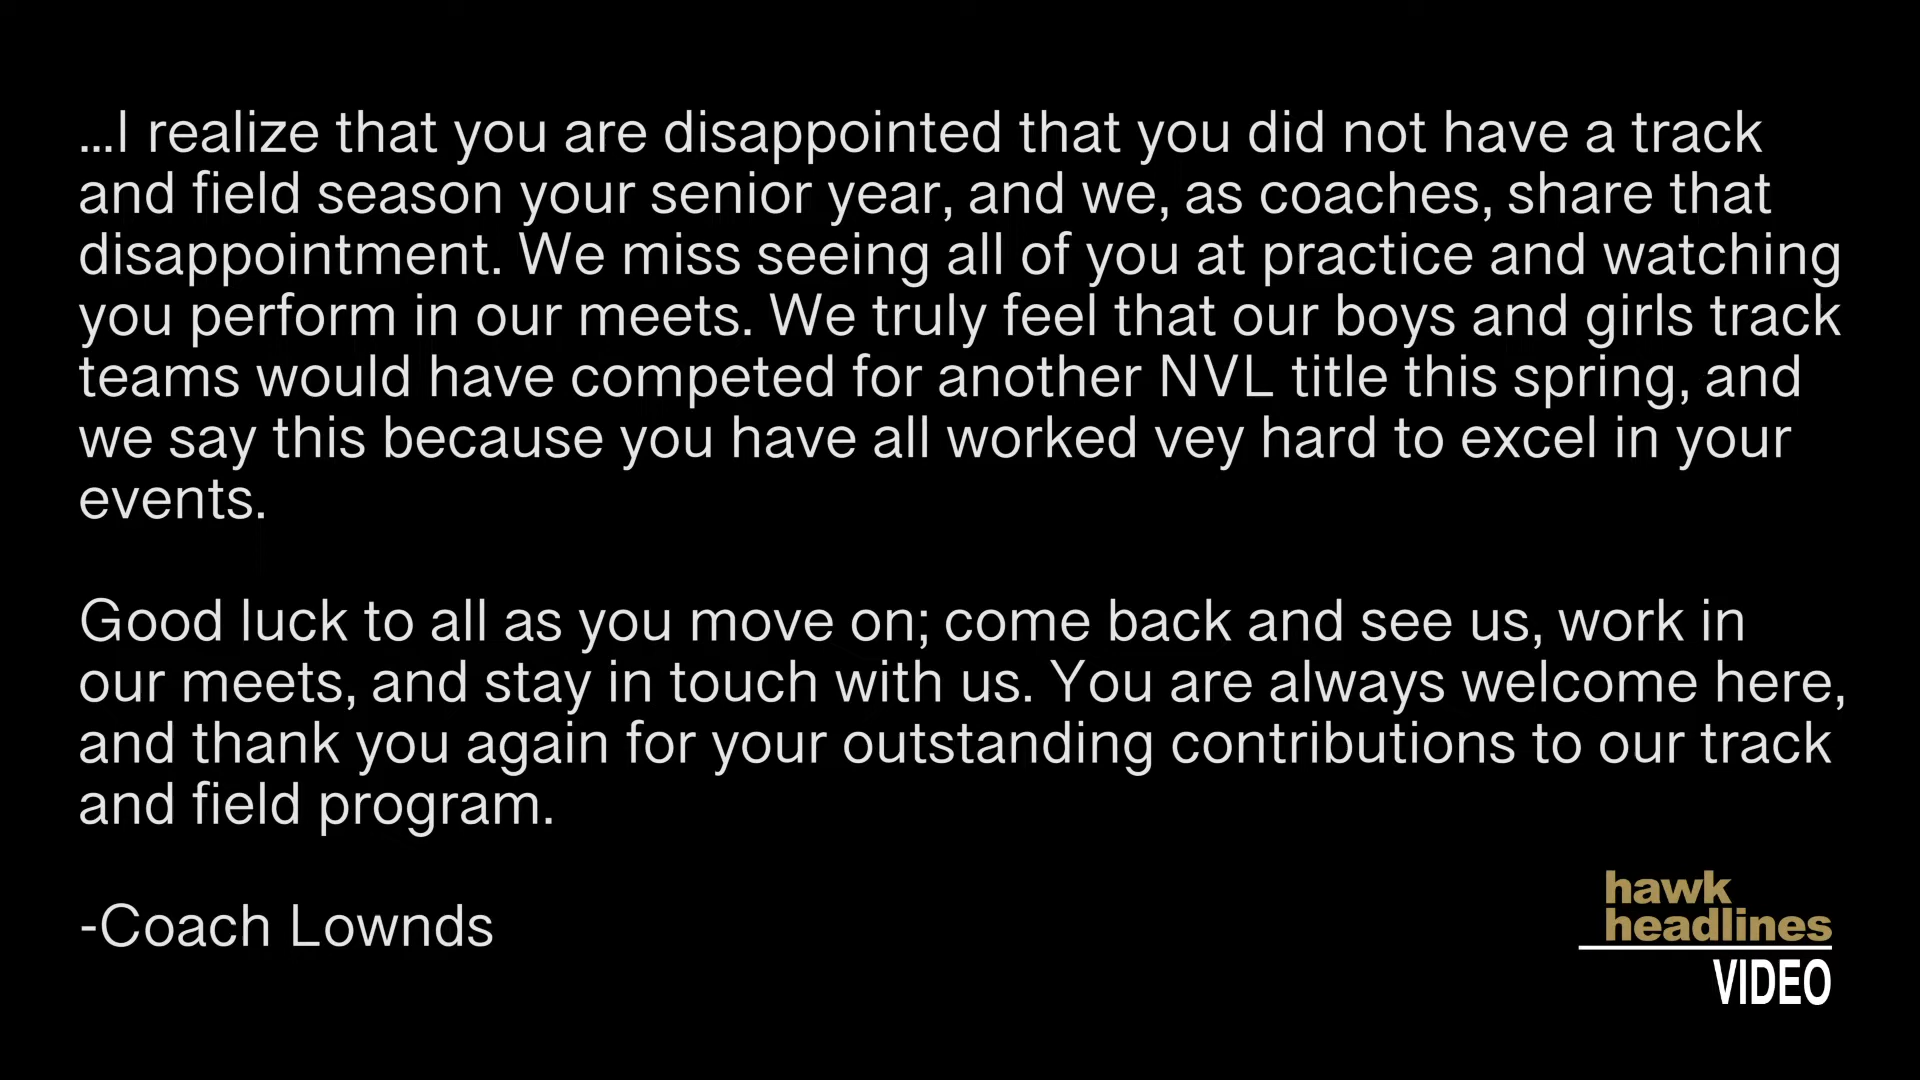 ...I realize that you are disappointed that you did not have a track
and field season your senior year, and we, as coaches, share that
disappointment. We miss seeing all of you at practice and watching
you perform in our meets. We truly feel that our boys and girls track
teams would have competed for another NVL title this spring, and
we say this because you have all worked vey hard to excel in your
events.
Good luck to all as you move on; come back and see us, work in
our meets, and stay in touch with us. You are always welcome here,
and thank you again for your outstanding contributions to our track
and field program.
-Coach Lownds
hawk
headlines
VIDEO